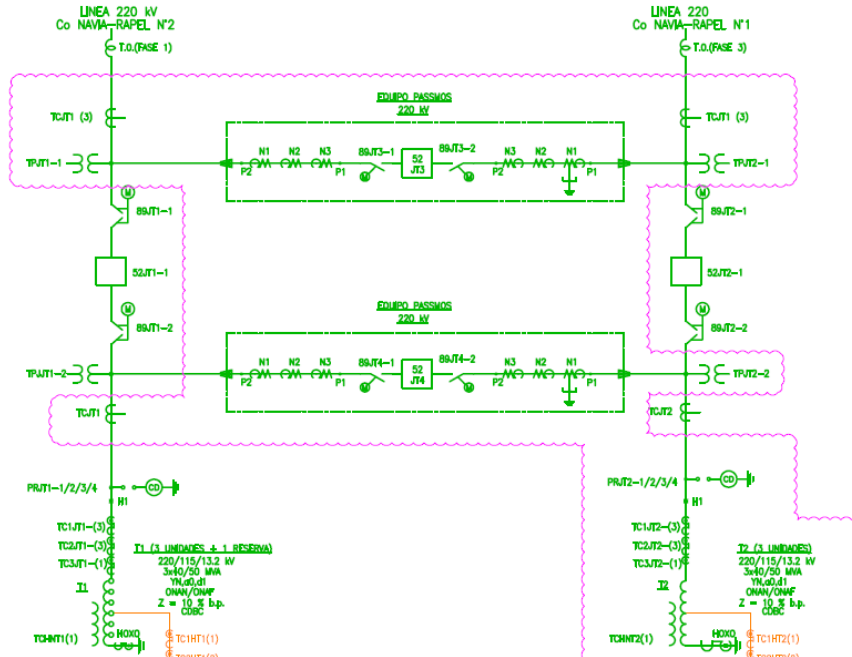 LINEA 220 kV
Co NAVIA-RAPEL N°2
T.O.(FASE 1)
LINEA 220
Co NAVIA-RAPEL N°1
T.O.(FASE 3)
TCJT1 (3)
TCJT1 (3)
EQUIPO PASSMOS
220 kV
TPJT1-1
P2 N1 N2 N3 P1 89JT3-1
52
JT3
89JT3-2 P1 N3 N2 N1 P2
TPJT2-1
M
M
M
M
89JT1-1
89JT2-1
52JT1-1
52JT2-1
M
M
89JT1-2
89JT2-2
EQUIPO PASSMOS
220 kV
TPJJT1-2
P2 N1 N2 N3 P1 89JT4-1
52
JT4
89JT4-2 P2 N3 N2 N1 P1
TPJT2-2
M
M
TCJT1
TCJT2
PRJT1-1/2/3/4
CD
H1
PRJT2-1/2/3/4
CD
H1
TC1JT1-(3)
TC2JT1-(3)
TC3JT1-(1)
TC1JT2-(3)
TC2JT2-(3)
TC3JT2-(1)
T1 (3 UNIDADES + 1 RESERVA)
220/115/13.2 kV
3x40/50 MVA
YN,a0,d1
ONAN/ONAF
Z = 10 % b.p.
CDBC
T2 (3 UNIDADES)
220/115/13.2 kV
3x40/50 MVA
YN,a0,d1
ONAN/ONAF
Z = 10 % b.p.
CDBC
T1
T2
TCHNT1(1)
HOXO
TC1HT1(1)
TCHNT2(1)
HOXO
TC1HT2(1)